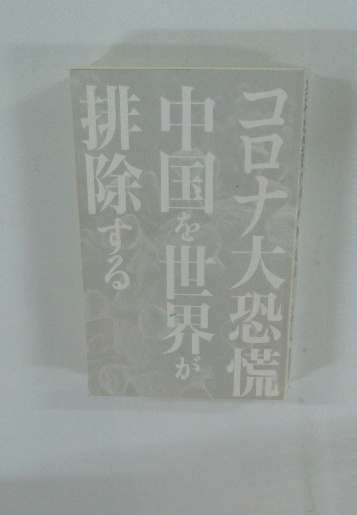 コロナ大恐慌
中国を世界が
排除する